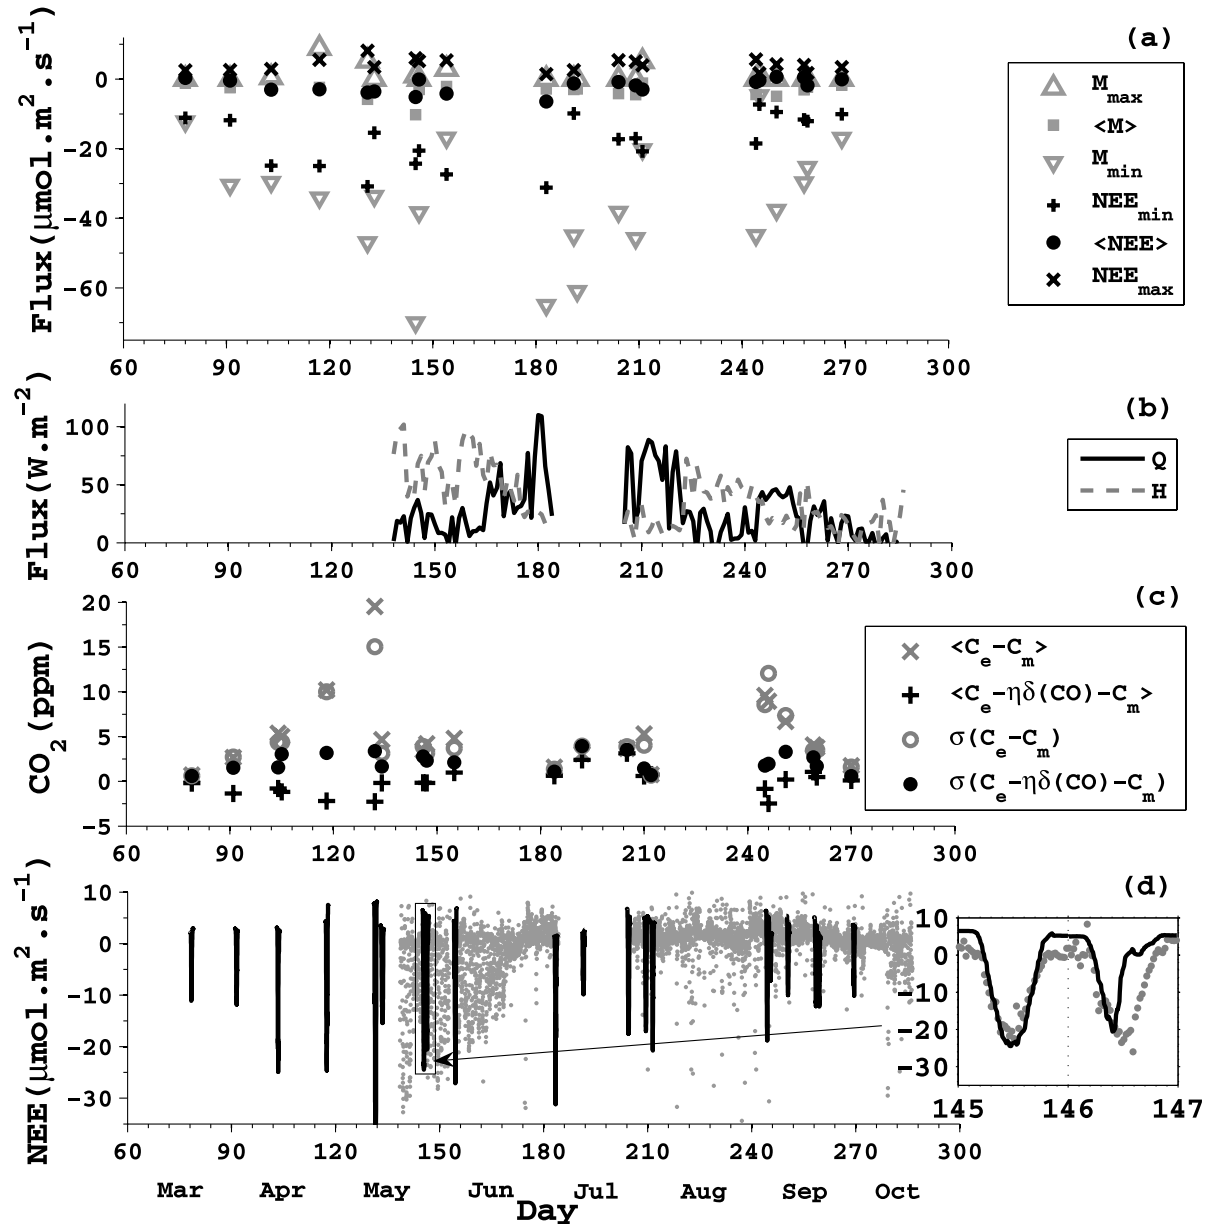 (a)
Flux(μmol.m².s⁻¹)
0
-20
-40
-60
60 90 120 150 180 210 240 270 300
M_max
<M>
M_min
NEE_min
<NEE>
NEE_max
(b)
Flux(W.m⁻²)
100
50
0
60 90 120 150 180 210 240 270 300
Q
H
(c)
CO₂(ppm)
20
15
10
5
0
-5
60 90 120 150 180 210 240 270 300
<C_e-C_m>
<C_e-ηδ(CO)-C_m>
σ(C_e-C_m)
σ(C_e-ηδ(CO)-C_m)
(d)
NEE(μmol.m².s⁻¹)
10
0
-10
-20
-30
60 90 120 150 180 210 240 270 300
10
0
-10
-20
-30
145 146 147
Mar Apr May Jun Jul Aug Sep Oct
Day